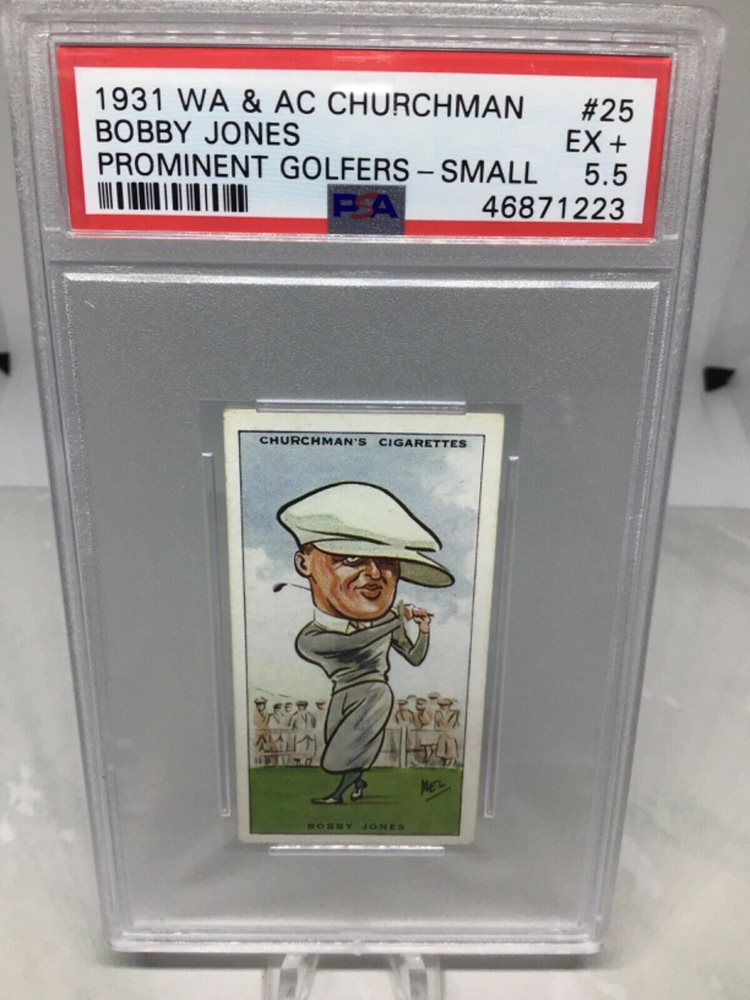 1931 WA & AC CHURCHMAN #25
BOBBY JONES EX +
PROMINENT GOLFERS – SMALL 5.5
PSA 46871223
CHURCHMAN'S CIGARETTES
MEL
BOBBY JONES